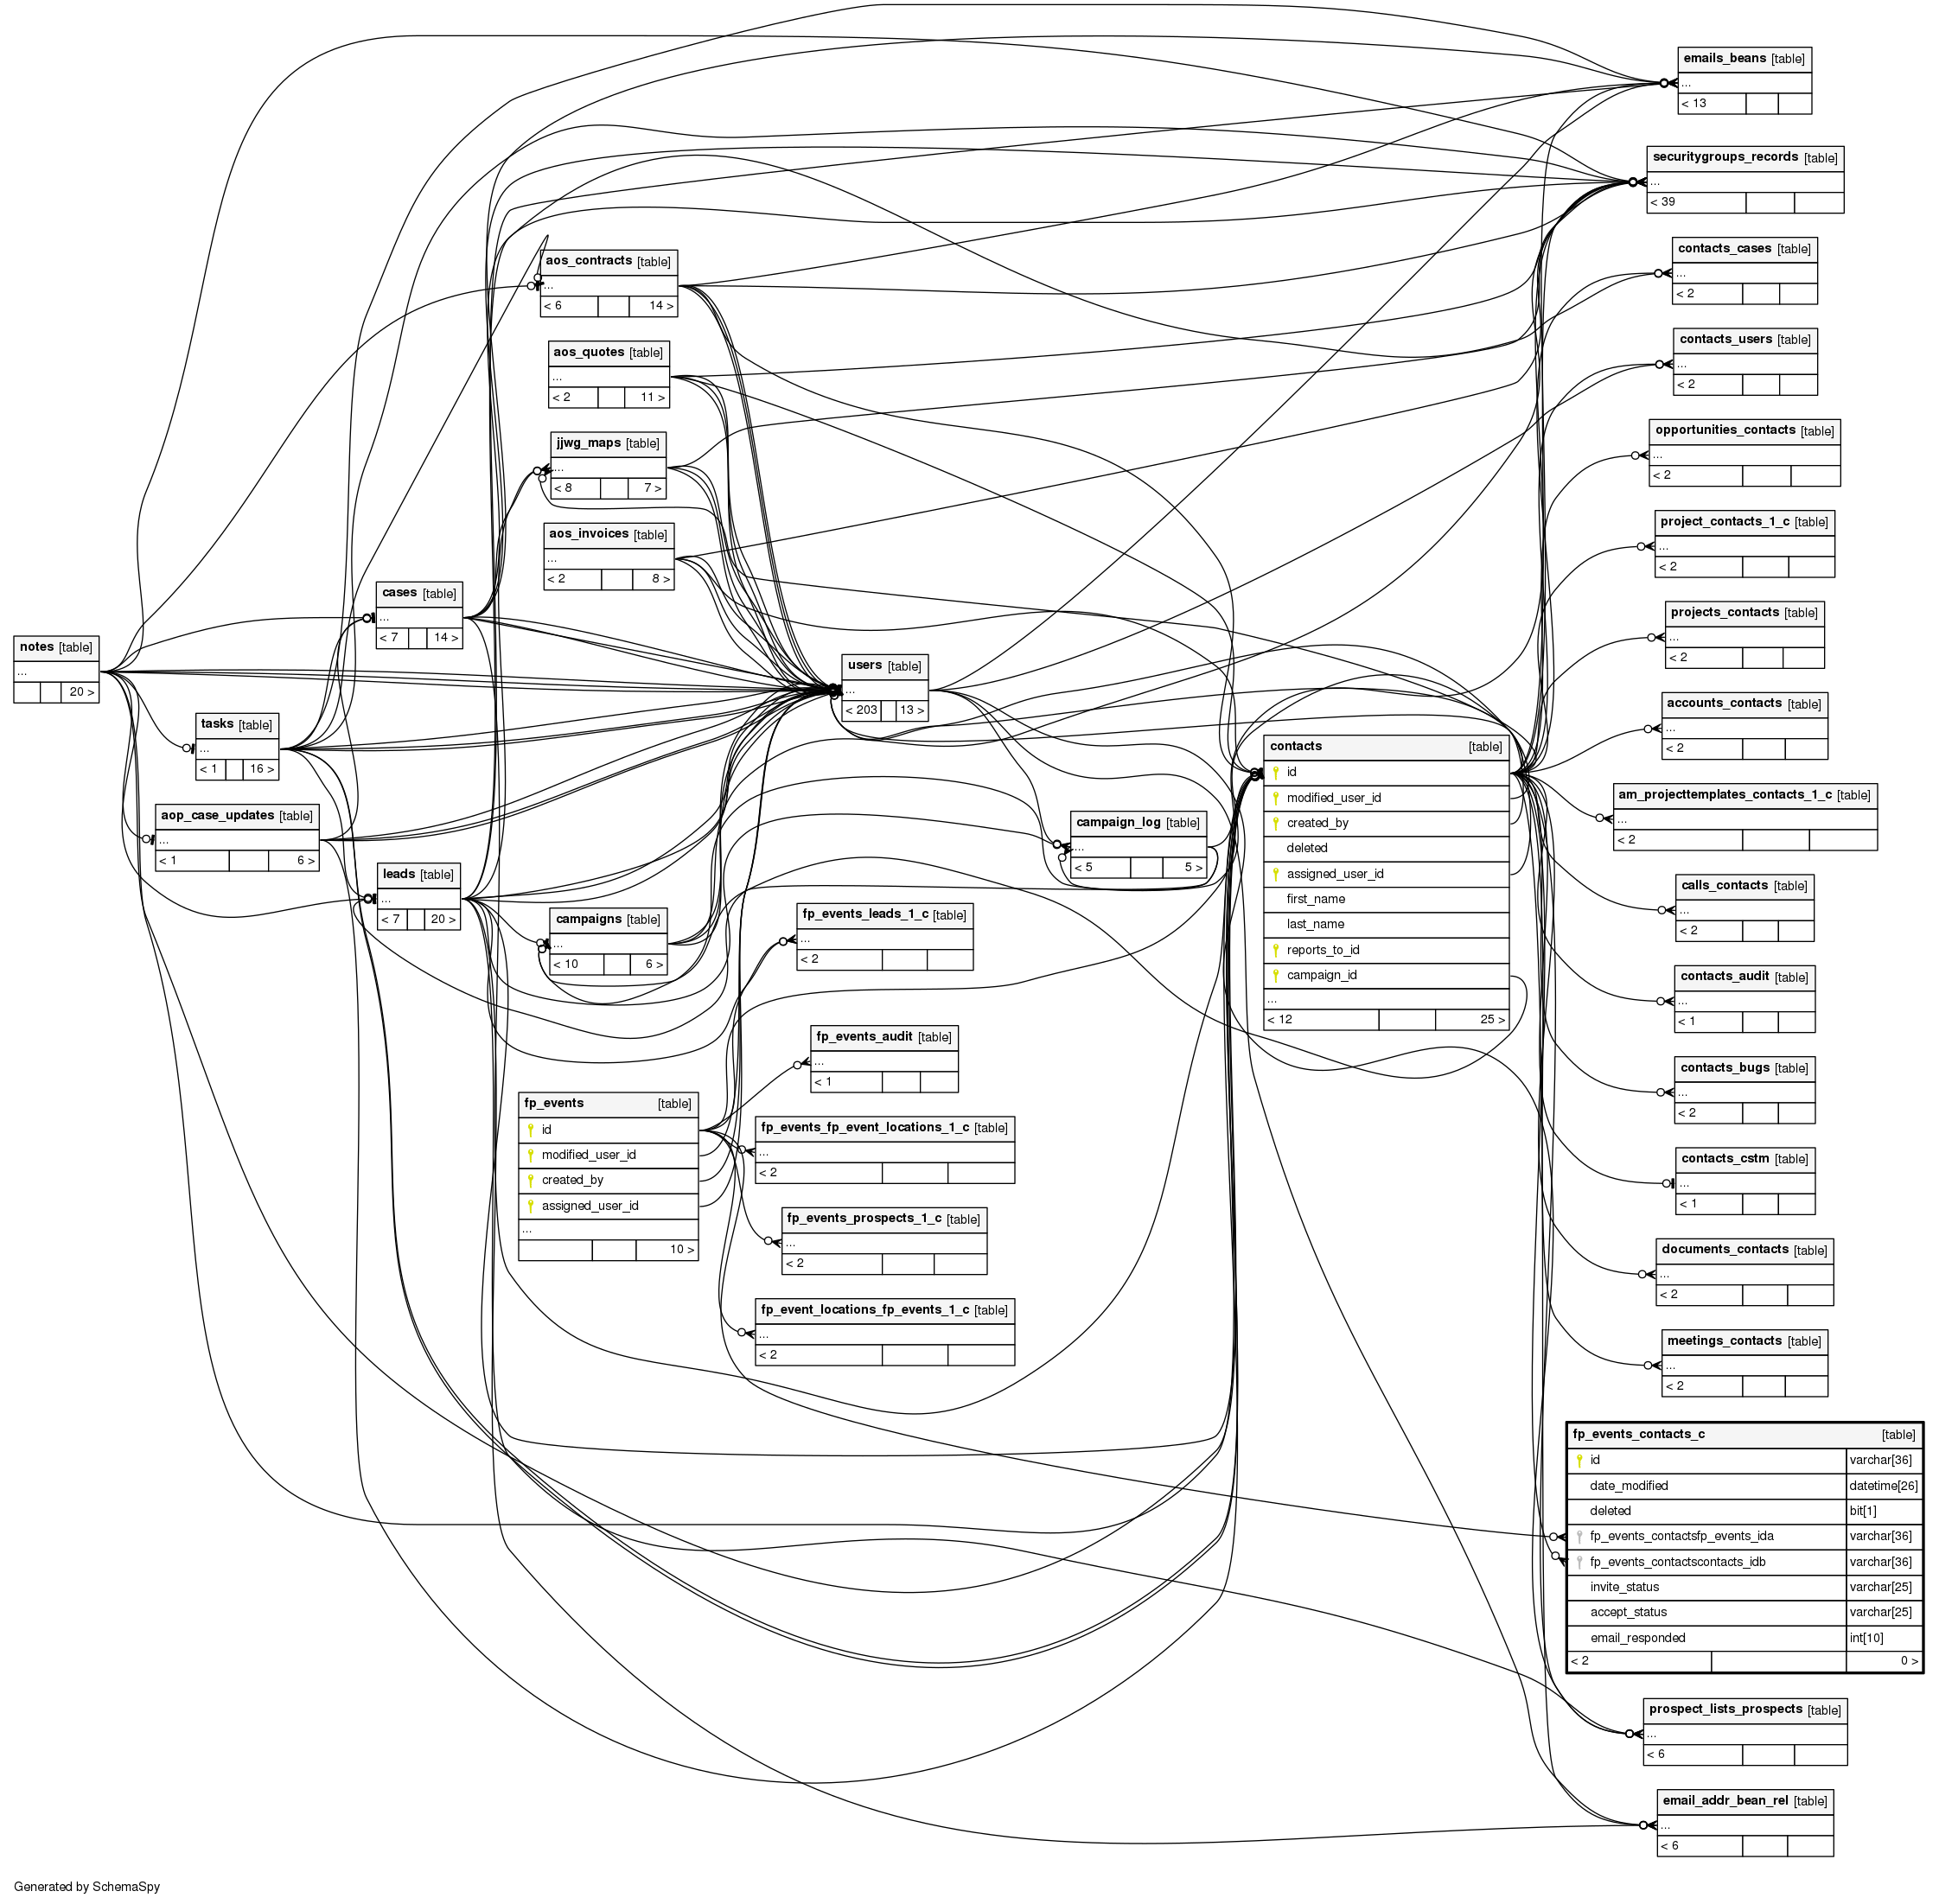 emails_beans [table]
...
< 13
securitygroups_records [table]
...
< 39
contacts_cases [table]
...
< 2
contacts_users [table]
...
< 2
opportunities_contacts [table]
...
< 2
project_contacts_1_c [table]
...
< 2
projects_contacts [table]
...
< 2
accounts_contacts [table]
...
< 2
am_projecttemplates_contacts_1_c [table]
...
< 2
calls_contacts [table]
...
< 2
contacts_audit [table]
...
< 1
contacts_bugs [table]
...
< 2
contacts_cstm [table]
...
< 1
documents_contacts [table]
...
< 2
meetings_contacts [table]
...
< 2
fp_events_contacts_c [table]
id varchar[36]
date_modified datetime[26]
deleted bit[1]
fp_events_contactsfp_events_ida varchar[36]
fp_events_contactscontacts_idb varchar[36]
invite_status varchar[25]
accept_status varchar[25]
email_responded int[10]
< 2 0 >
prospect_lists_prospects [table]
...
< 6
email_addr_bean_rel [table]
...
< 6
aos_contracts [table]
...
< 6 14 >
aos_quotes [table]
...
< 2 11 >
jjwg_maps [table]
...
< 8 7 >
aos_invoices [table]
...
< 2 8 >
cases [table]
...
< 7 14 >
notes [table]
...
20 >
users [table]
...
< 203 13 >
tasks [table]
...
< 1 16 >
aop_case_updates [table]
...
< 1 6 >
leads [table]
...
< 7 20 >
campaigns [table]
...
< 10 6 >
campaign_log [table]
...
< 5 5 >
contacts [table]
id
modified_user_id
created_by
deleted
assigned_user_id
first_name
last_name
reports_to_id
campaign_id
...
< 12 25 >
fp_events_leads_1_c [table]
...
< 2
fp_events_audit [table]
...
< 1
fp_events [table]
id
modified_user_id
created_by
assigned_user_id
...
10 >
fp_events_fp_event_locations_1_c [table]
...
< 2
fp_events_prospects_1_c [table]
...
< 2
fp_event_locations_fp_events_1_c [table]
...
< 2
Generated by SchemaSpy